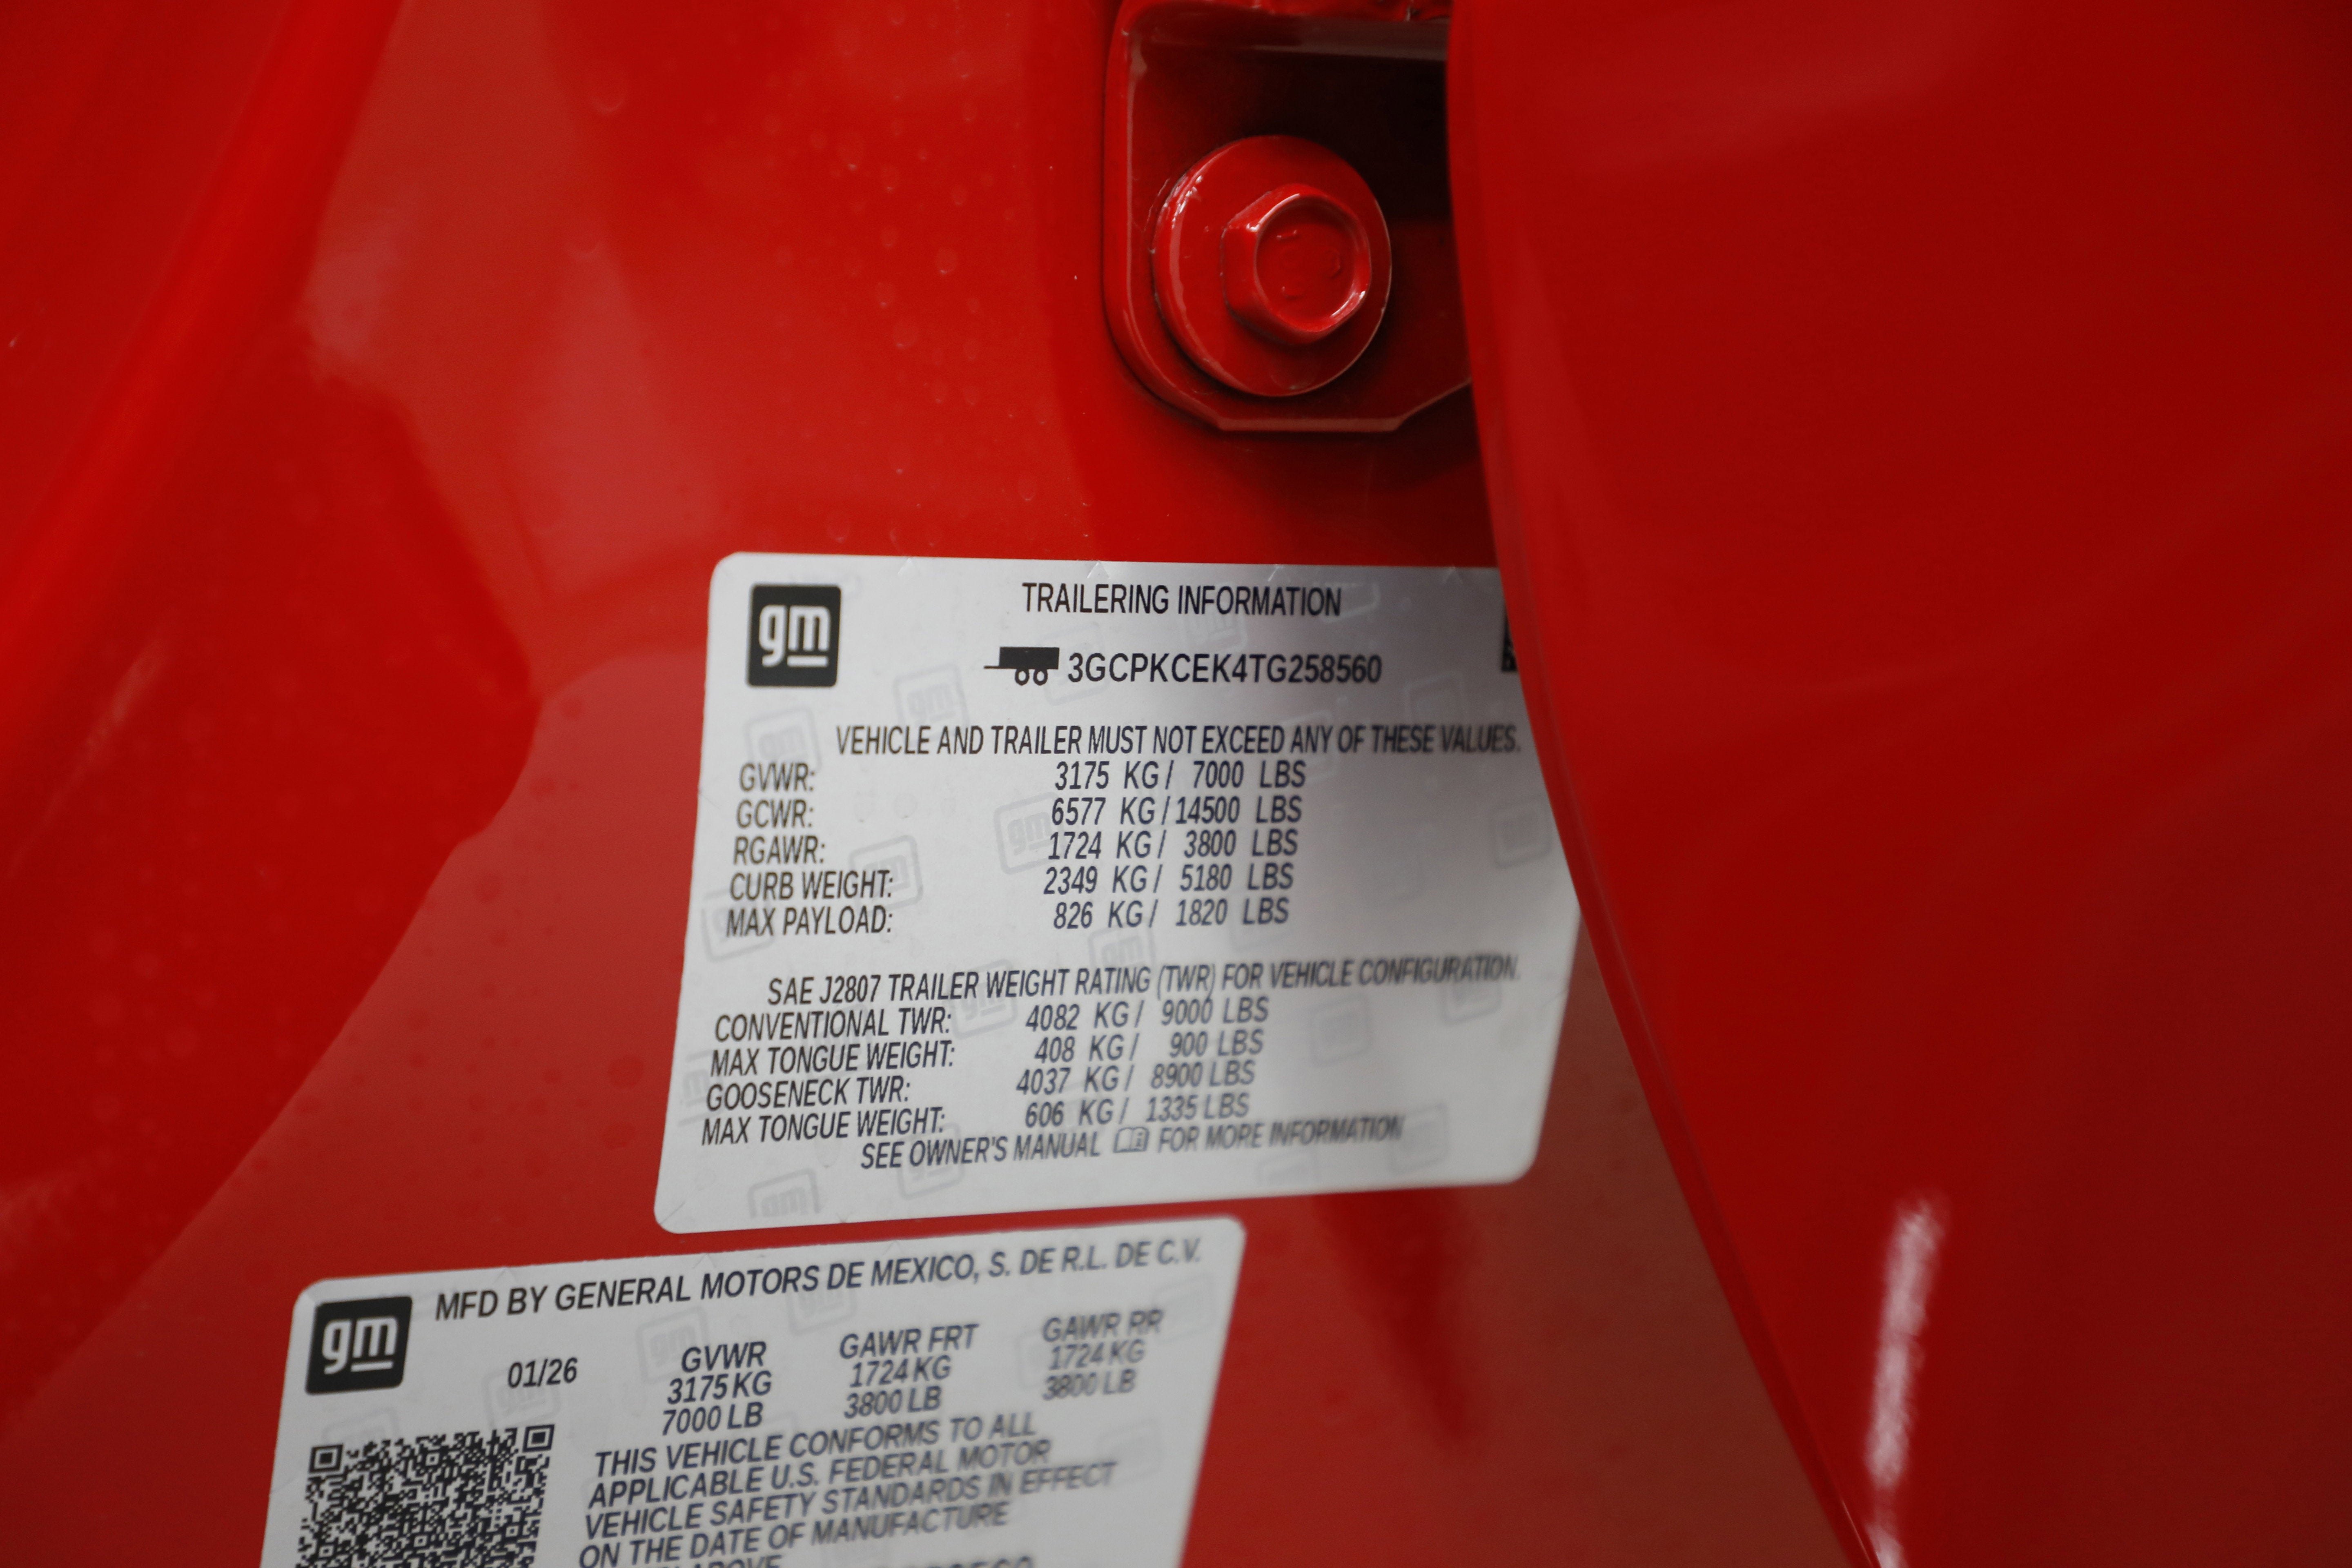 gm
TRAILERING INFORMATION
3GCPKCEK4TG258560
VEHICLE AND TRAILER MUST NOT EXCEED ANY OF THESE VALUES.
GVWR: 3175 KG / 7000 LBS
GCWR: 6577 KG / 14500 LBS
RGAWR: 1724 KG / 3800 LBS
CURB WEIGHT: 2349 KG / 5180 LBS
MAX PAYLOAD: 826 KG / 1820 LBS
SAE J2807 TRAILER WEIGHT RATING (TWR) FOR VEHICLE CONFIGURATION.
CONVENTIONAL TWR: 4082 KG / 9000 LBS
MAX TONGUE WEIGHT: 408 KG / 900 LBS
GOOSENECK TWR: 4037 KG / 8900 LBS
MAX TONGUE WEIGHT: 606 KG / 1335 LBS
SEE OWNER'S MANUAL FOR MORE INFORMATION
gm
MFD BY GENERAL MOTORS DE MEXICO, S. DE R.L. DE C.V.
01/26 GVWR GAWR FRT GAWR RR
3175 KG 1724 KG 1724 KG
7000 LB 3800 LB 3800 LB
THIS VEHICLE CONFORMS TO ALL
APPLICABLE U.S. FEDERAL MOTOR
VEHICLE SAFETY STANDARDS IN EFFECT
ON THE DATE OF MANUFACTURE
ABOVE